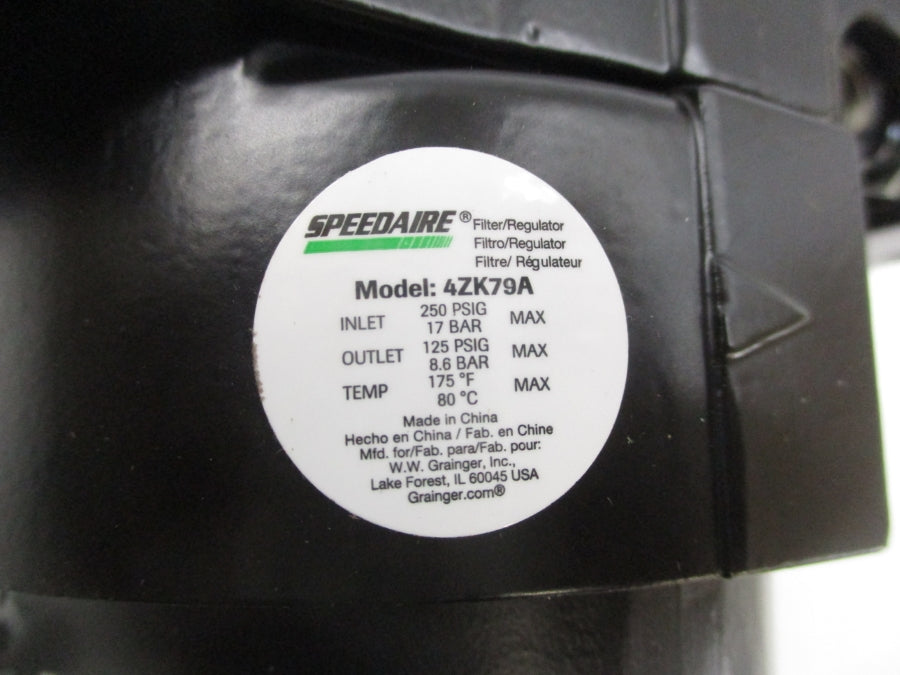 SPEEDAIRE® Filter/Regulator
Filtro/Regulator
Filtre/ Régulateur
Model: 4ZK79A
INLET 250 PSIG 17 BAR MAX
OUTLET 125 PSIG 8.6 BAR MAX
TEMP 175 °F 80 °C MAX
Made in China
Hecho en China / Fab. en Chine
Mfd. for/Fab. para/Fab. pour:
W.W. Grainger, Inc.,
Lake Forest, IL 60045 USA
Grainger.com®